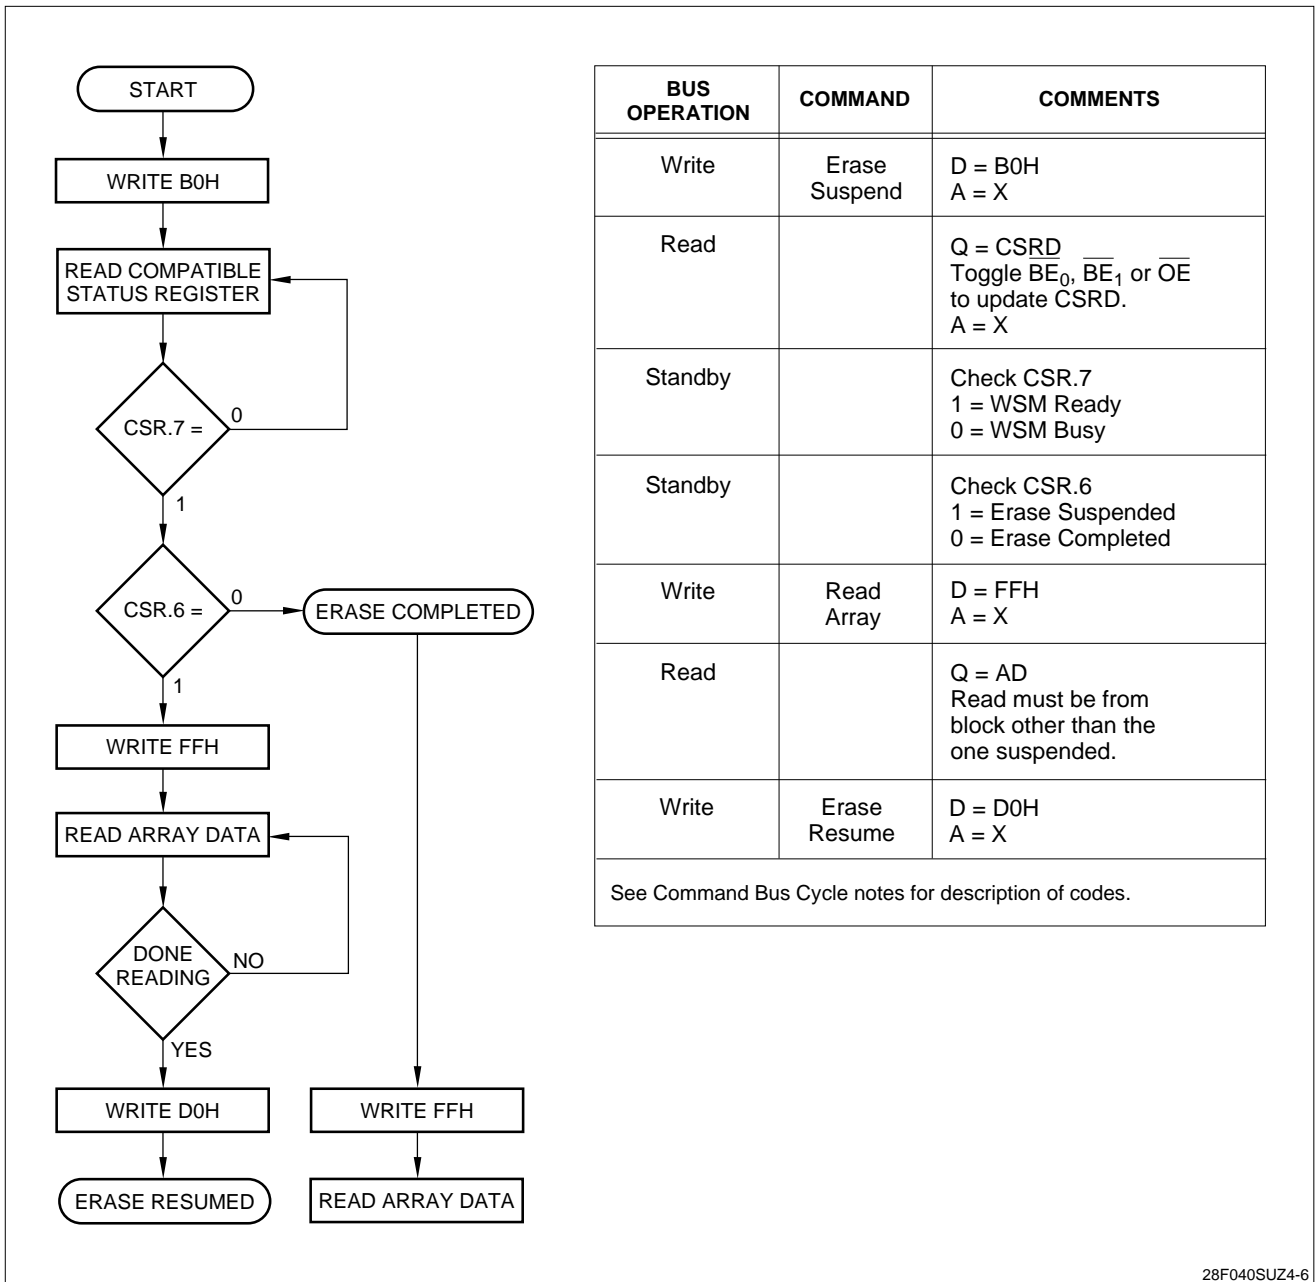 START
WRITE B0H
READ COMPATIBLE
STATUS REGISTER
CSR.7 =
0
1
CSR.6 =
0
ERASE COMPLETED
1
WRITE FFH
READ ARRAY DATA
DONE
READING
NO
YES
WRITE D0H
WRITE FFH
ERASE RESUMED
READ ARRAY DATA
BUS
OPERATION
COMMAND
COMMENTS
Write
Erase
Suspend
D = B0H
A = X
Read
Q = CSRD
Toggle B̅E̅₀, B̅E̅₁ or O̅E̅
to update CSRD.
A = X
Standby
Check CSR.7
1 = WSM Ready
0 = WSM Busy
Standby
Check CSR.6
1 = Erase Suspended
0 = Erase Completed
Write
Read
Array
D = FFH
A = X
Read
Q = AD
Read must be from
block other than the
one suspended.
Write
Erase
Resume
D = D0H
A = X
See Command Bus Cycle notes for description of codes.
28F040SUZ4-6